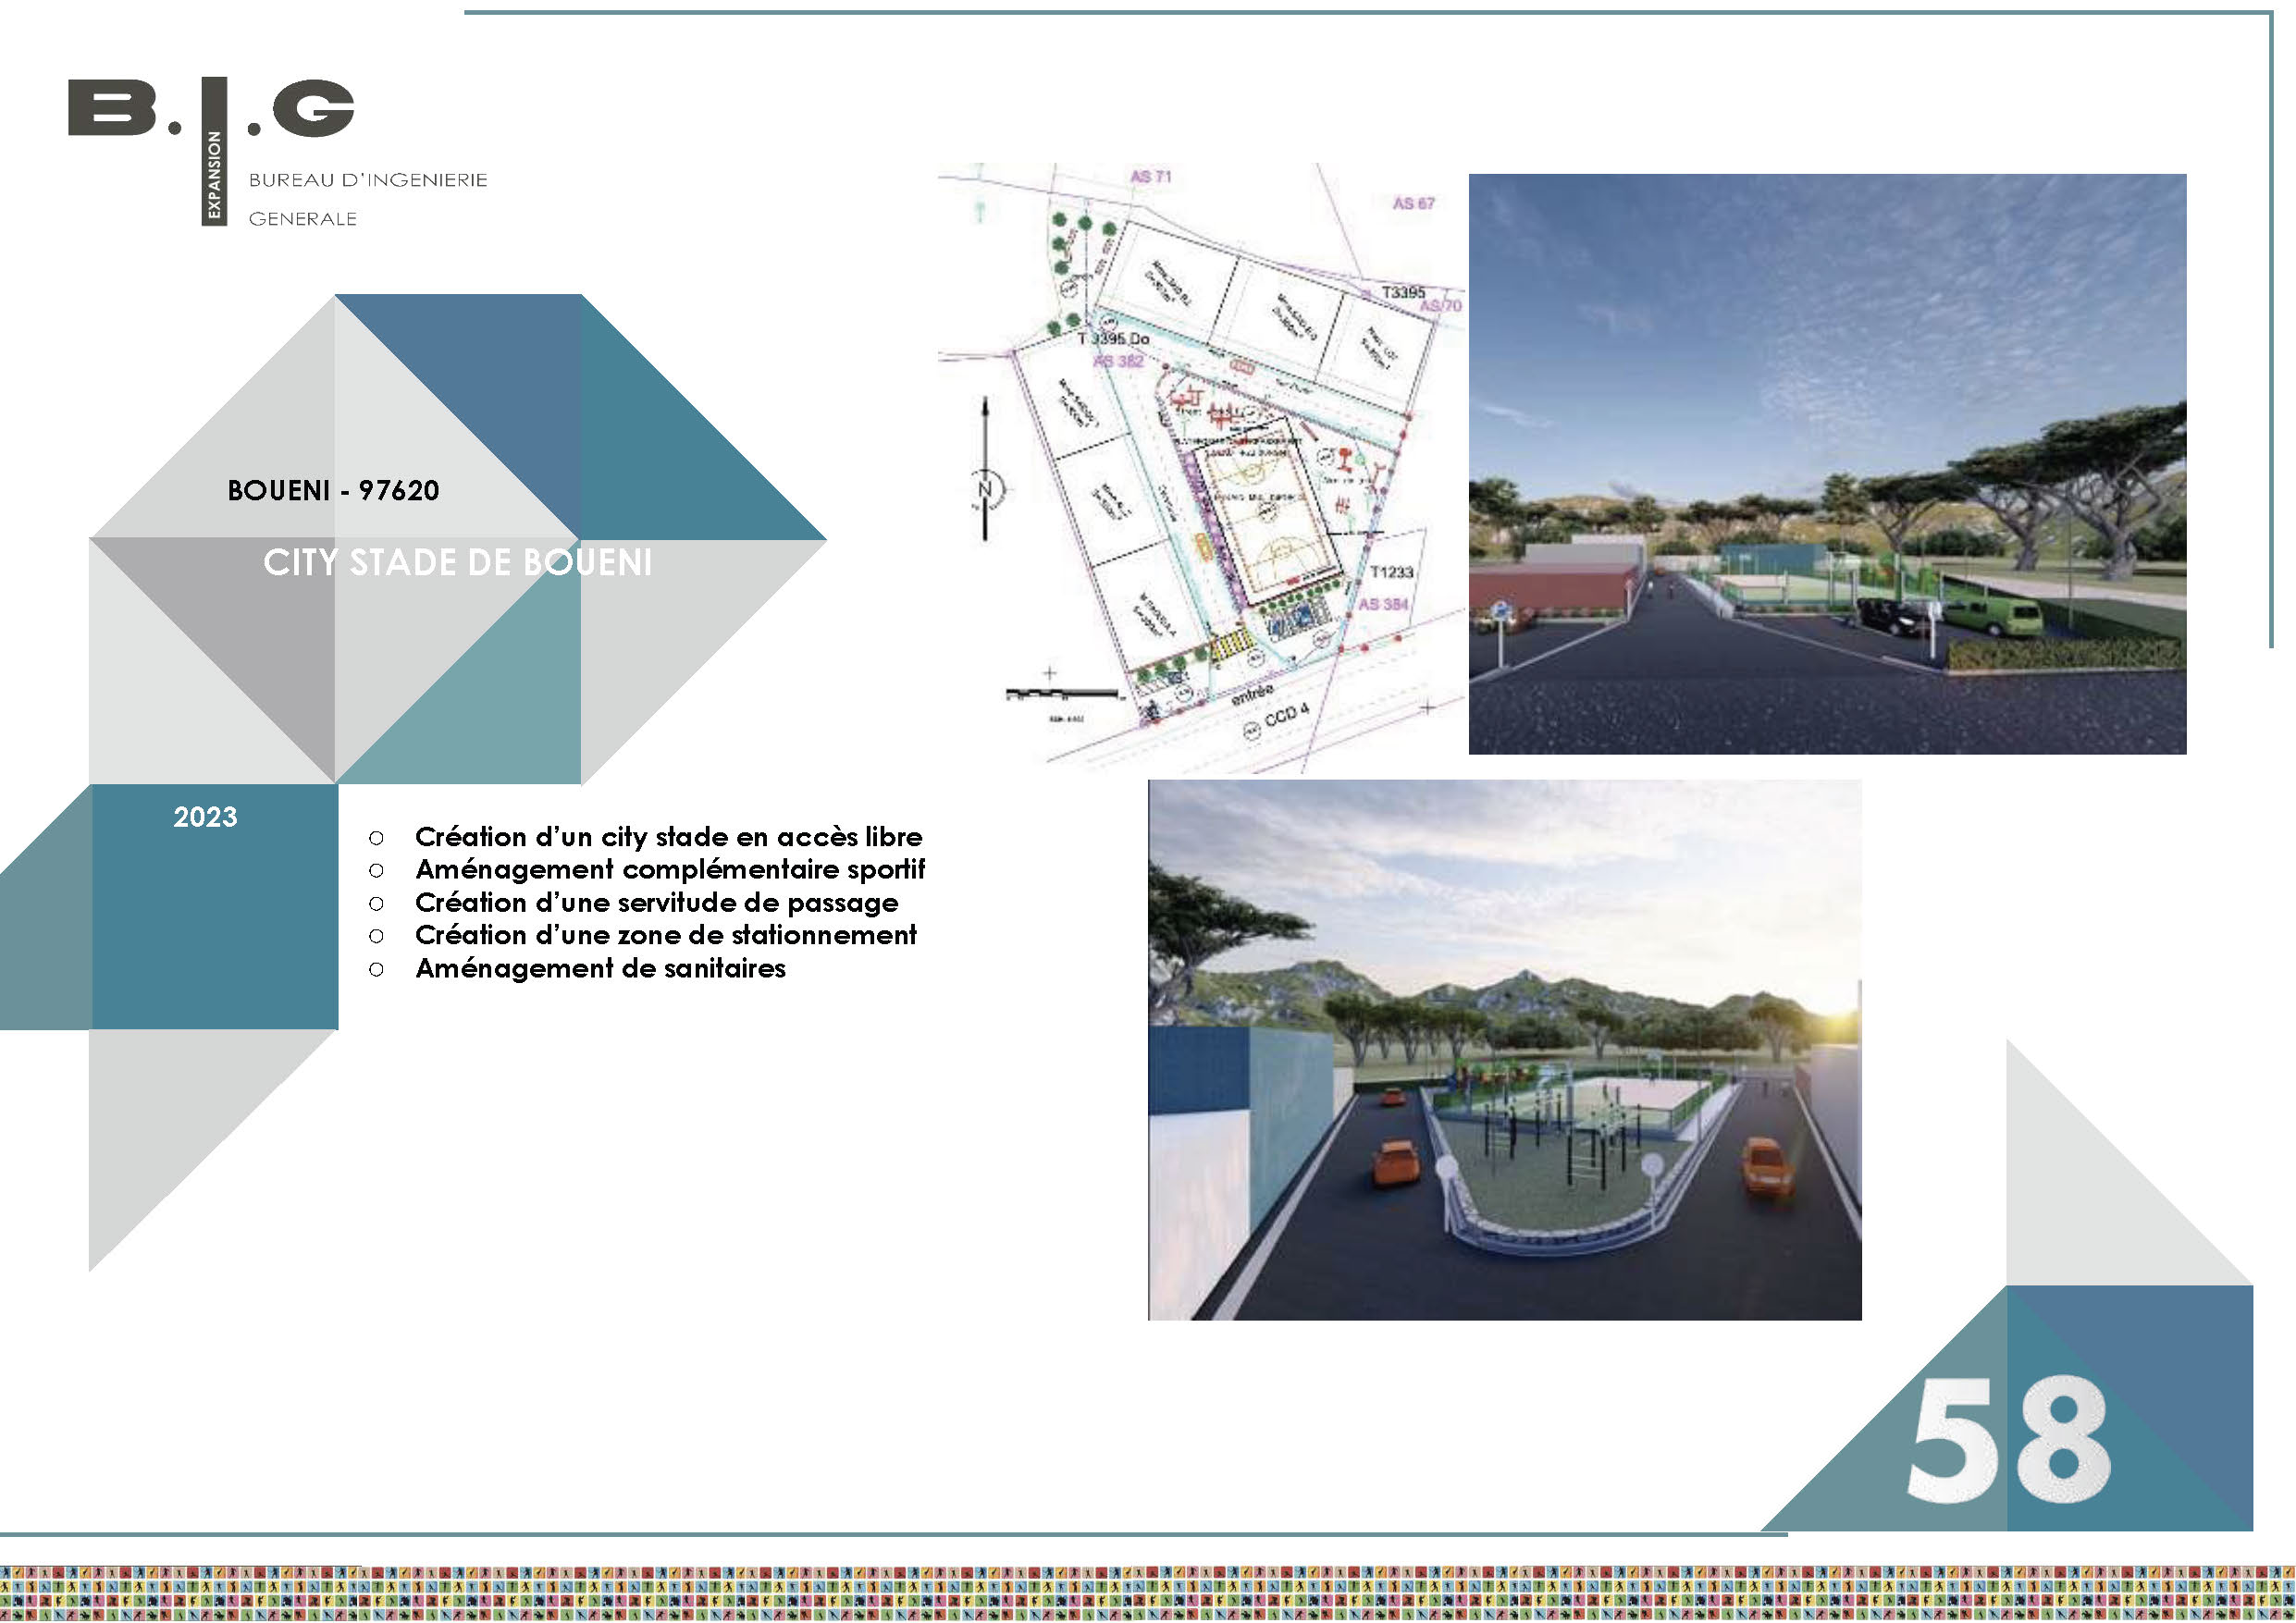 B.I.G
EXPANSION
BUREAU D'INGENIERIE
GENERALE
BOUENI - 97620
CITY STADE DE BOUENI
2023
○ Création d'un city stade en accès libre
○ Aménagement complémentaire sportif
○ Création d'une servitude de passage
○ Création d'une zone de stationnement
○ Aménagement de sanitaires
AS 71
AS 67
T3395
AS/70
T 3395 Do
AS 382
N
T1233
AS 384
entrée
CCD 4
58